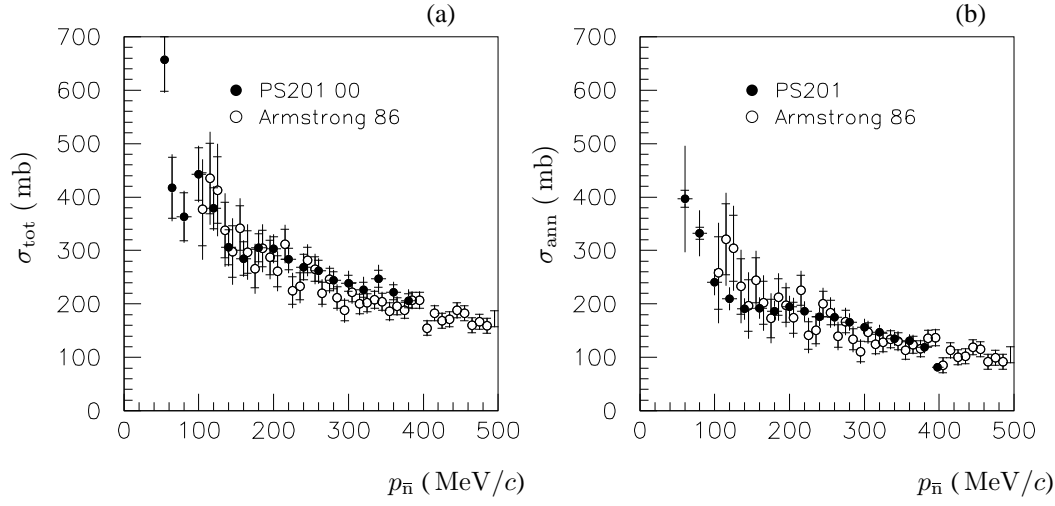 (a)
700
600
500
400
300
200
100
0
0 100 200 300 400 500
σtot ( mb)
● PS201 00
○ Armstrong 86
pn̄ ( MeV/c)
(b)
700
600
500
400
300
200
100
0
0 100 200 300 400 500
σann ( mb)
● PS201
○ Armstrong 86
pn̄ ( MeV/c)